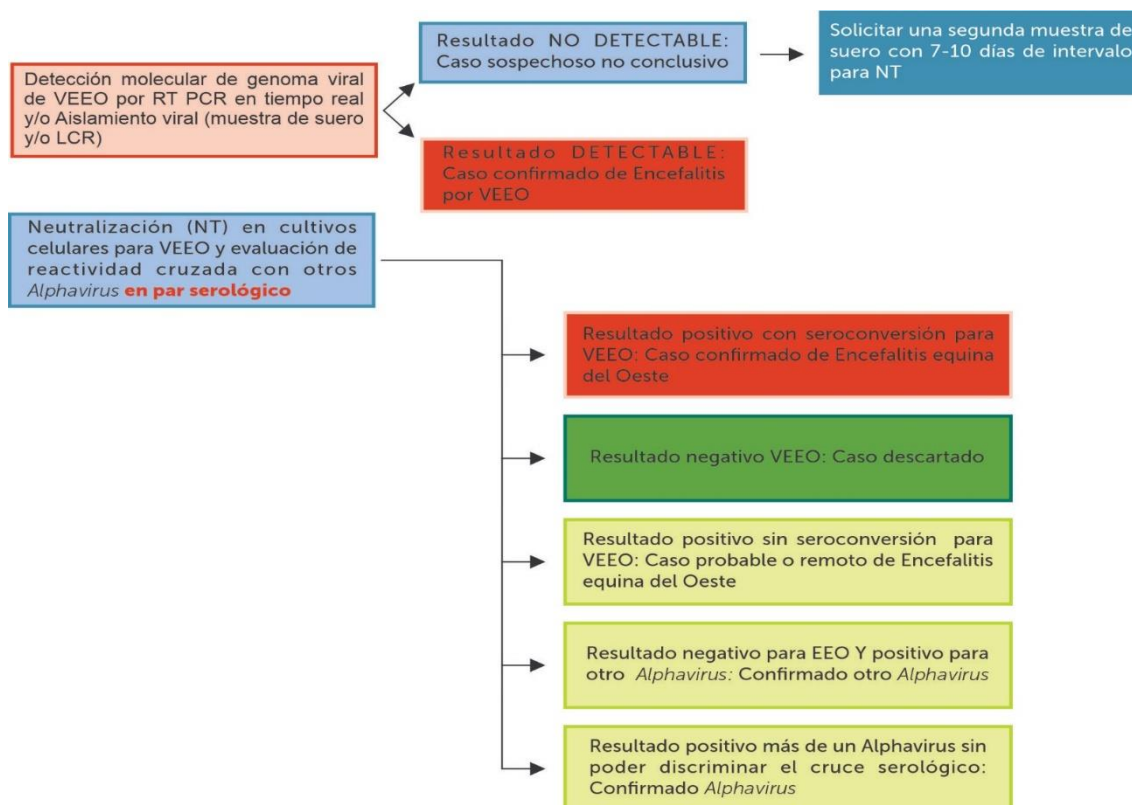 Detección molecular de genoma viral
de VEEO por RT PCR en tiempo real
y/o Aislamiento viral (muestra de suero
y/o LCR)
Resultado NO DETECTABLE:
Caso sospechoso no conclusivo
Solicitar una segunda muestra de
suero con 7-10 días de intervalo
para NT
Resultado DETECTABLE:
Caso confirmado de Encefalitis
por VEEO
Neutralización (NT) en cultivos
celulares para VEEO y evaluación de
reactividad cruzada con otros
Alphavirus en par serológico
Resultado positivo con seroconversión para
VEEO: Caso confirmado de Encefalitis equina
del Oeste
Resultado negativo VEEO: Caso descartado
Resultado positivo sin seroconversión para
VEEO: Caso probable o remoto de Encefalitis
equina del Oeste
Resultado negativo para EEO Y positivo para
otro Alphavirus: Confirmado otro Alphavirus
Resultado positivo más de un Alphavirus sin
poder discriminar el cruce serológico:
Confirmado Alphavirus